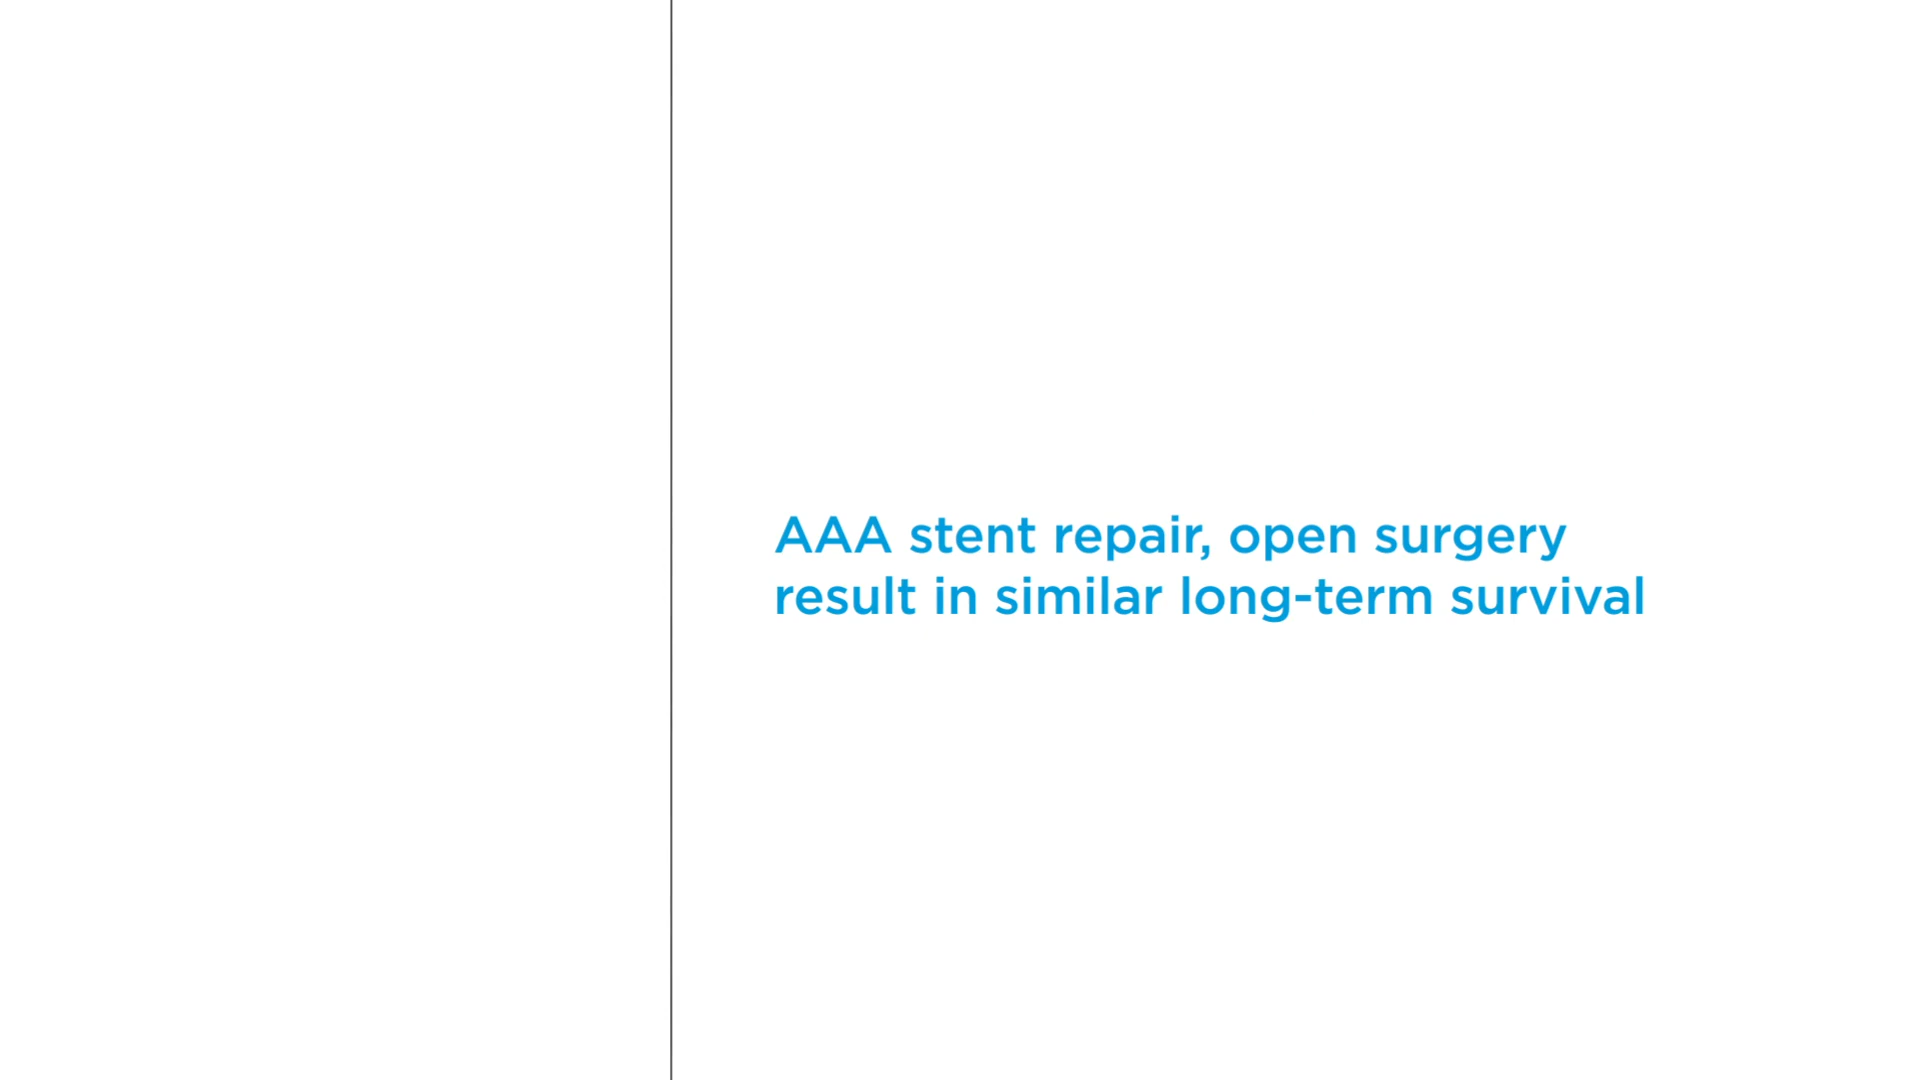 AAA stent repair, open surgery
result in similar long-term survival